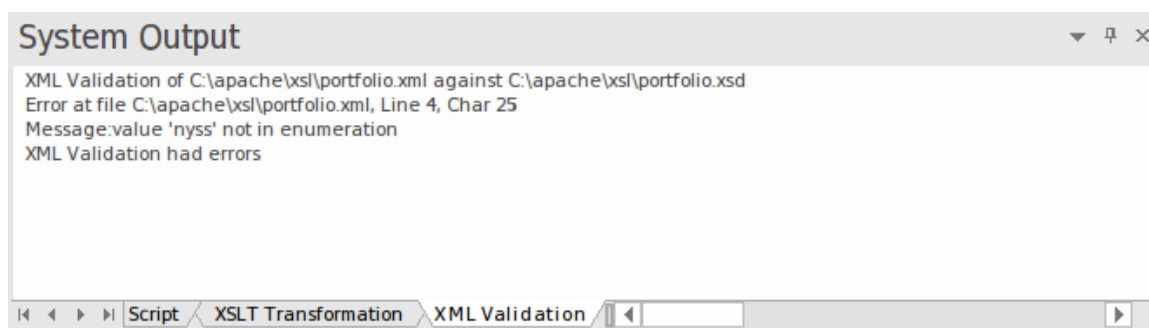 System Output
XML Validation of C:\apache\xsl\portfolio.xml against C:\apache\xsl\portfolio.xsd
Error at file C:\apache\xsl\portfolio.xml, Line 4, Char 25
Message:value 'nyss' not in enumeration
XML Validation had errors
Script XSLT Transformation XML Validation